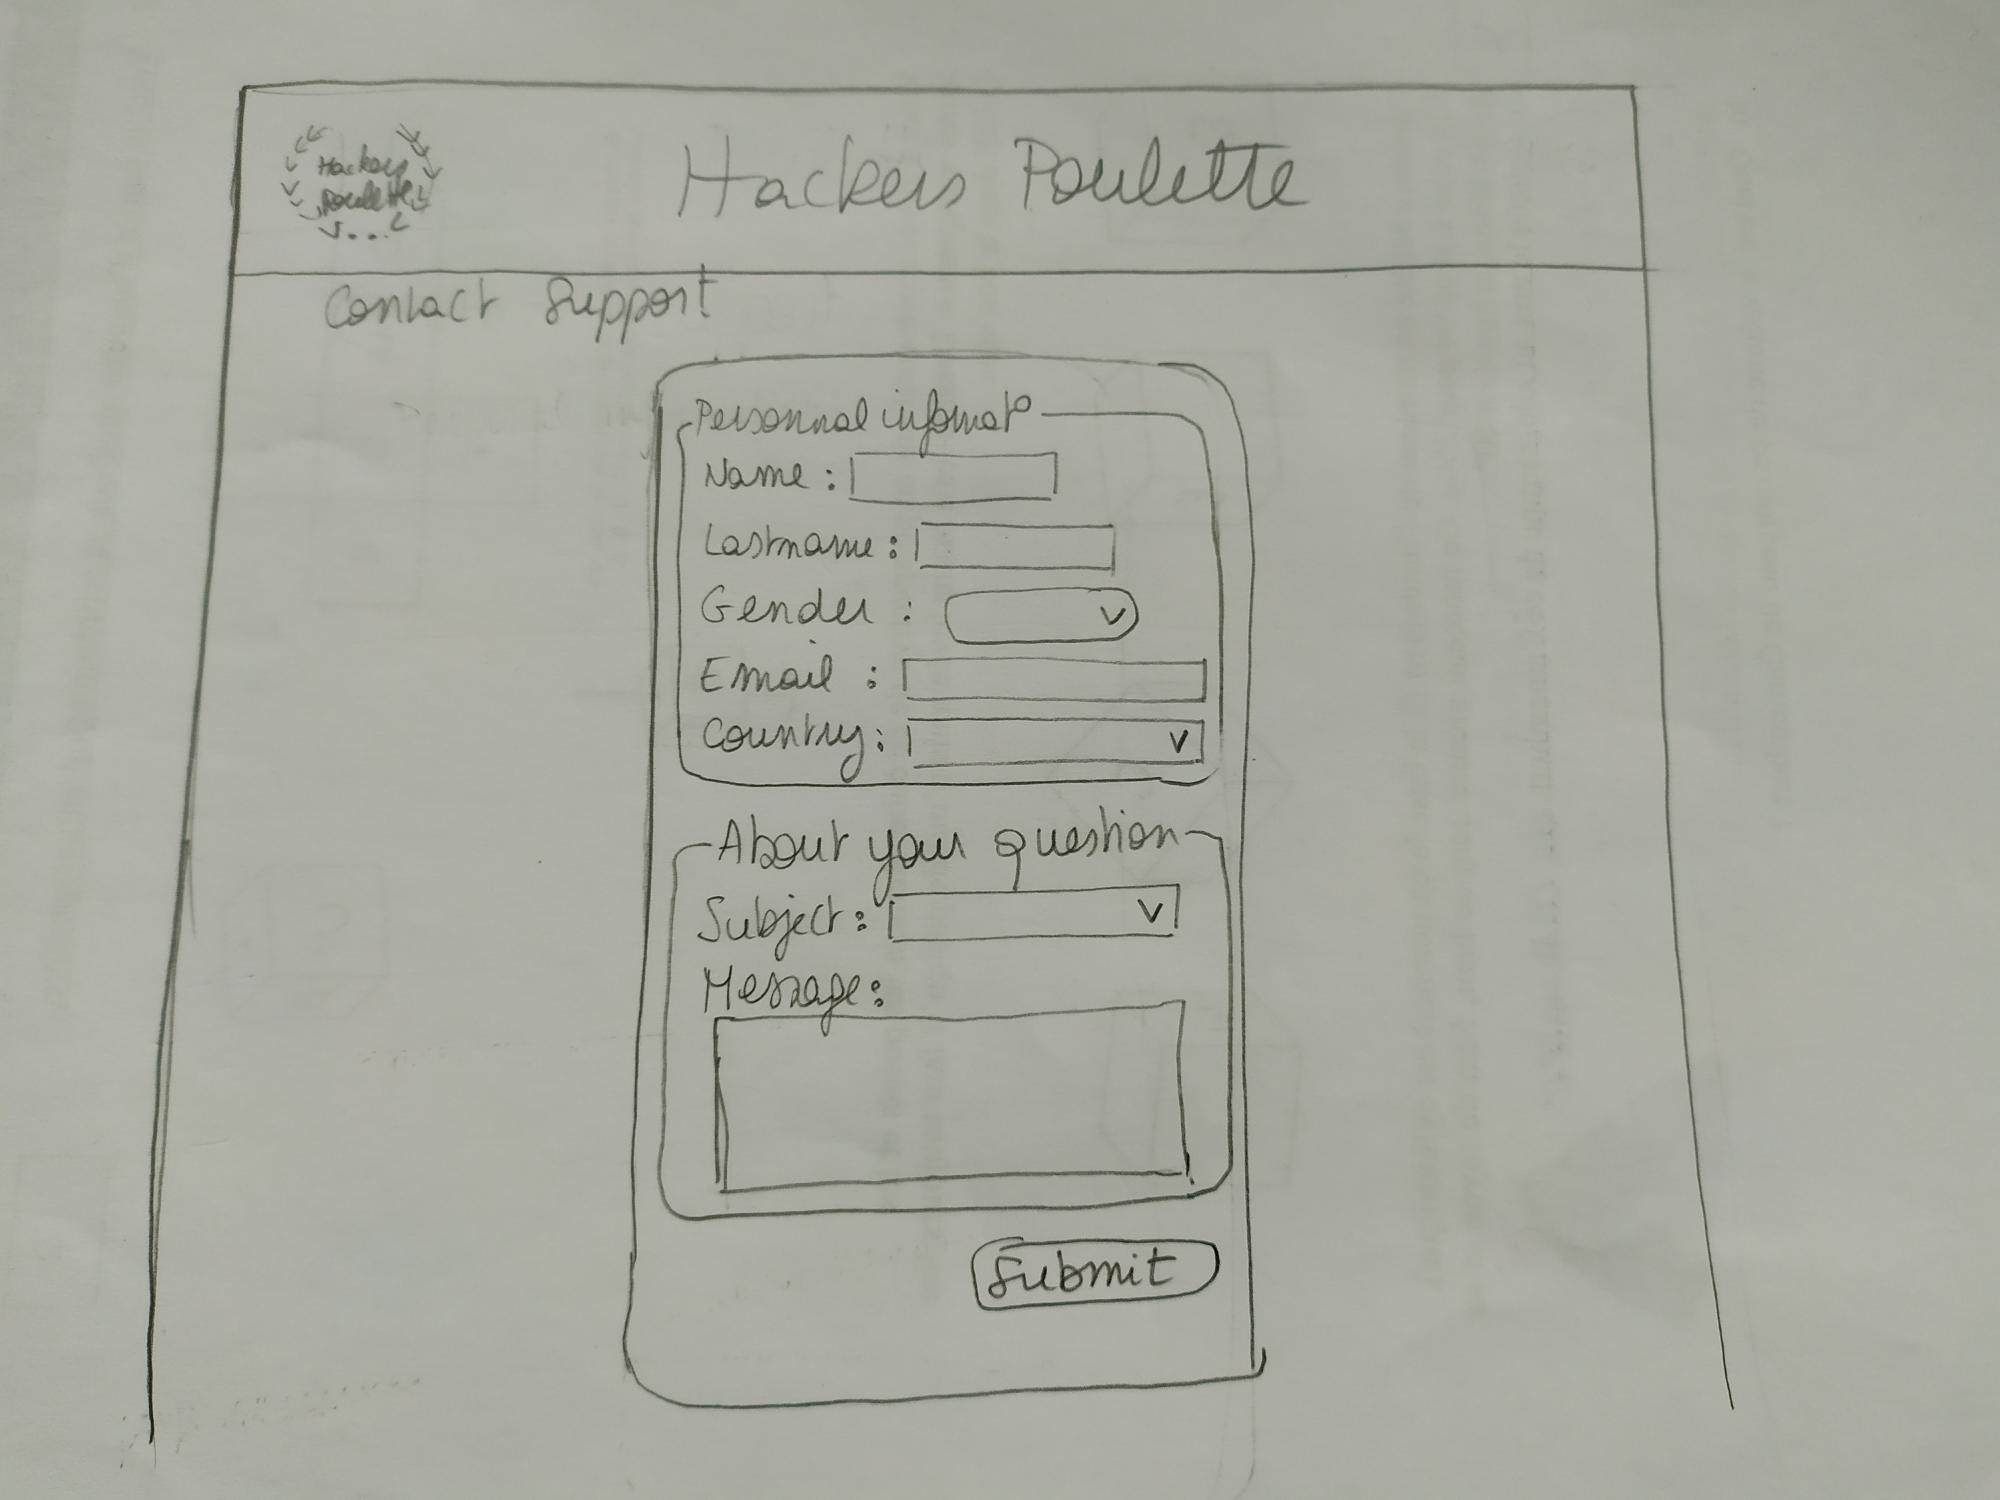 Hackers
Poulette
Hackers Poulette
Contact Support
Personnal informat°
Name :
Lastname :
Gender :
Email :
Country :
About your question
Subject :
Message :
Submit